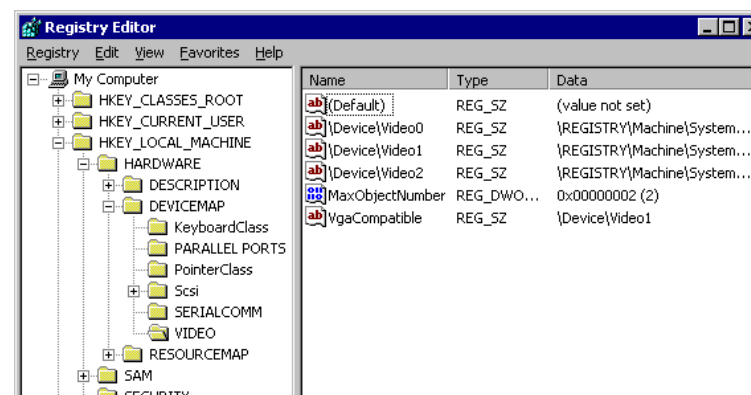 Registry Editor
Registry Edit View Favorites Help
My Computer
HKEY_CLASSES_ROOT
HKEY_CURRENT_USER
HKEY_LOCAL_MACHINE
HARDWARE
DESCRIPTION
DEVICEMAP
KeyboardClass
PARALLEL PORTS
PointerClass
Scsi
SERIALCOMM
VIDEO
RESOURCEMAP
SAM
SECURITY
Name Type Data
(Default) REG_SZ (value not set)
\Device\Video0 REG_SZ \REGISTRY\Machine\System...
\Device\Video1 REG_SZ \REGISTRY\Machine\System...
\Device\Video2 REG_SZ \REGISTRY\Machine\System...
MaxObjectNumber REG_DWO... 0x00000002 (2)
VgaCompatible REG_SZ \Device\Video1